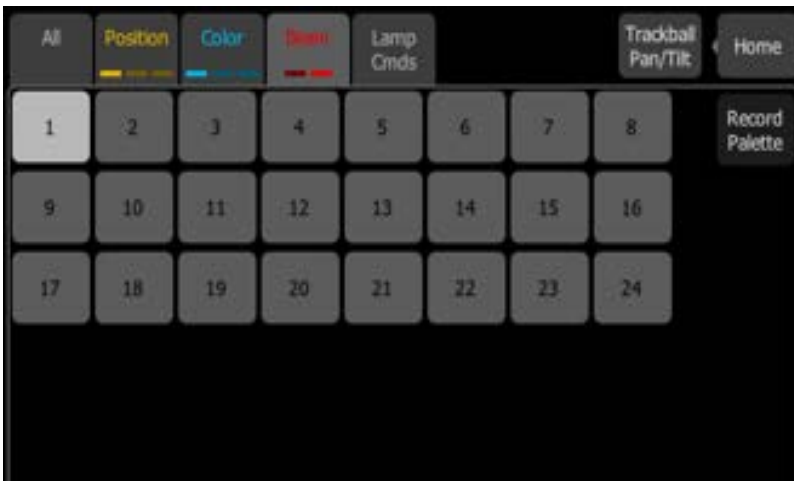 All
Position
Color
Beam
Lamp
Cmds
Trackball
Pan/Tilt
Home
1 2 3 4 5 6 7 8
Record
Palette
9 10 11 12 13 14 15 16
17 18 19 20 21 22 23 24